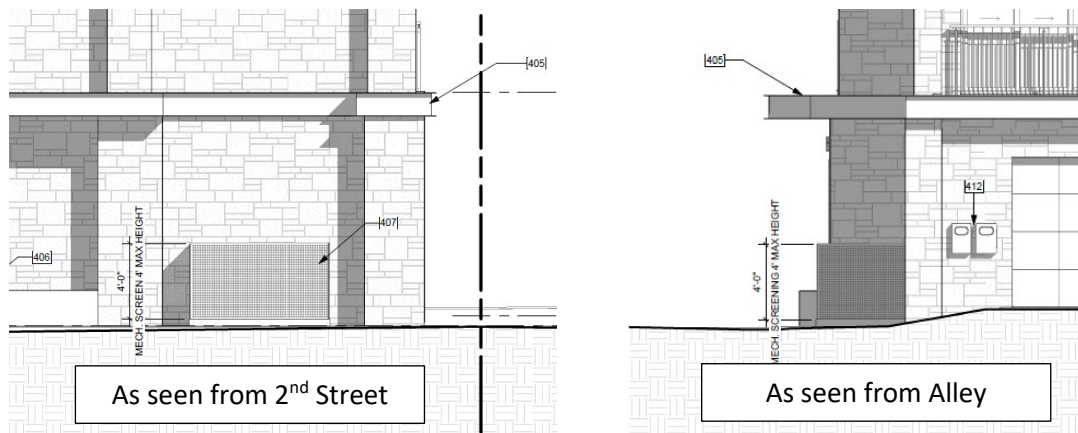 405
407
406
4'-0"
MECH. SCREEN 4' MAX HEIGHT
As seen from 2nd Street
405
412
4'-0"
MECH. SCREENING 4' MAX HEIGHT
As seen from Alley